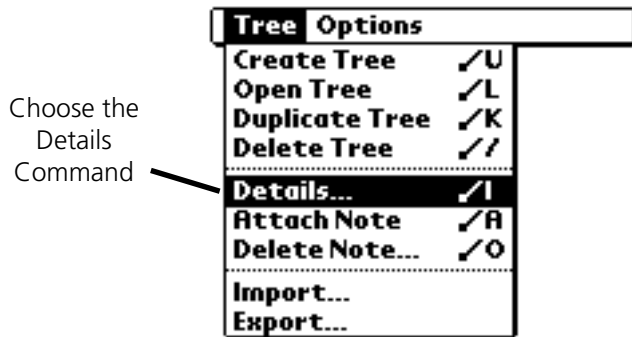 Tree Options
Create Tree ✓U
Open Tree ✓L
Duplicate Tree ✓K
Delete Tree ✓/
Choose the
Details
Command
Details... ✓I
Attach Note ✓A
Delete Note... ✓O
Import...
Export...